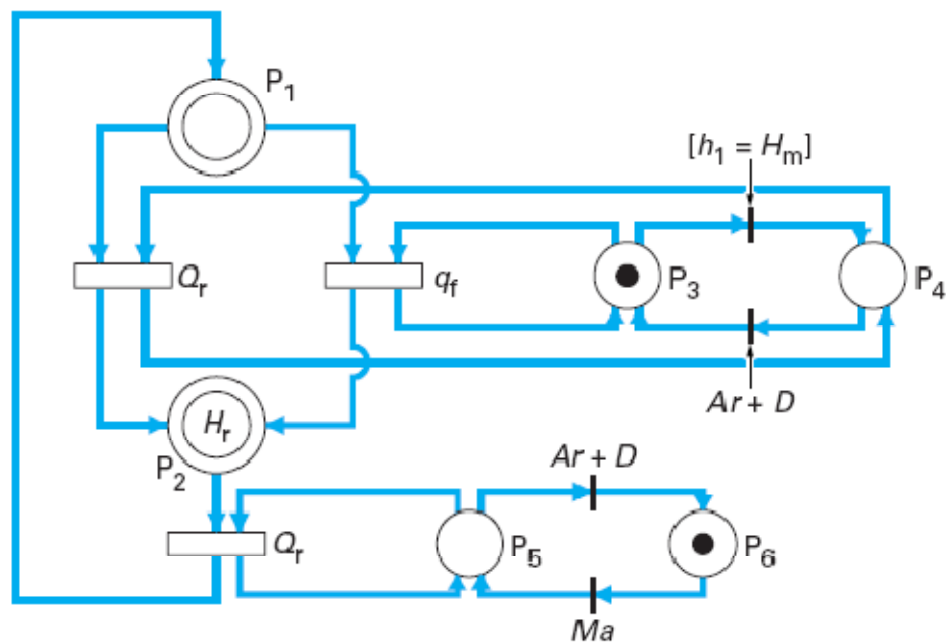 P1
[h1 = Hm]
Qr
qf
P3
P4
Ar + D
Hr
P2
Ar + D
Qr
P5
P6
Ma